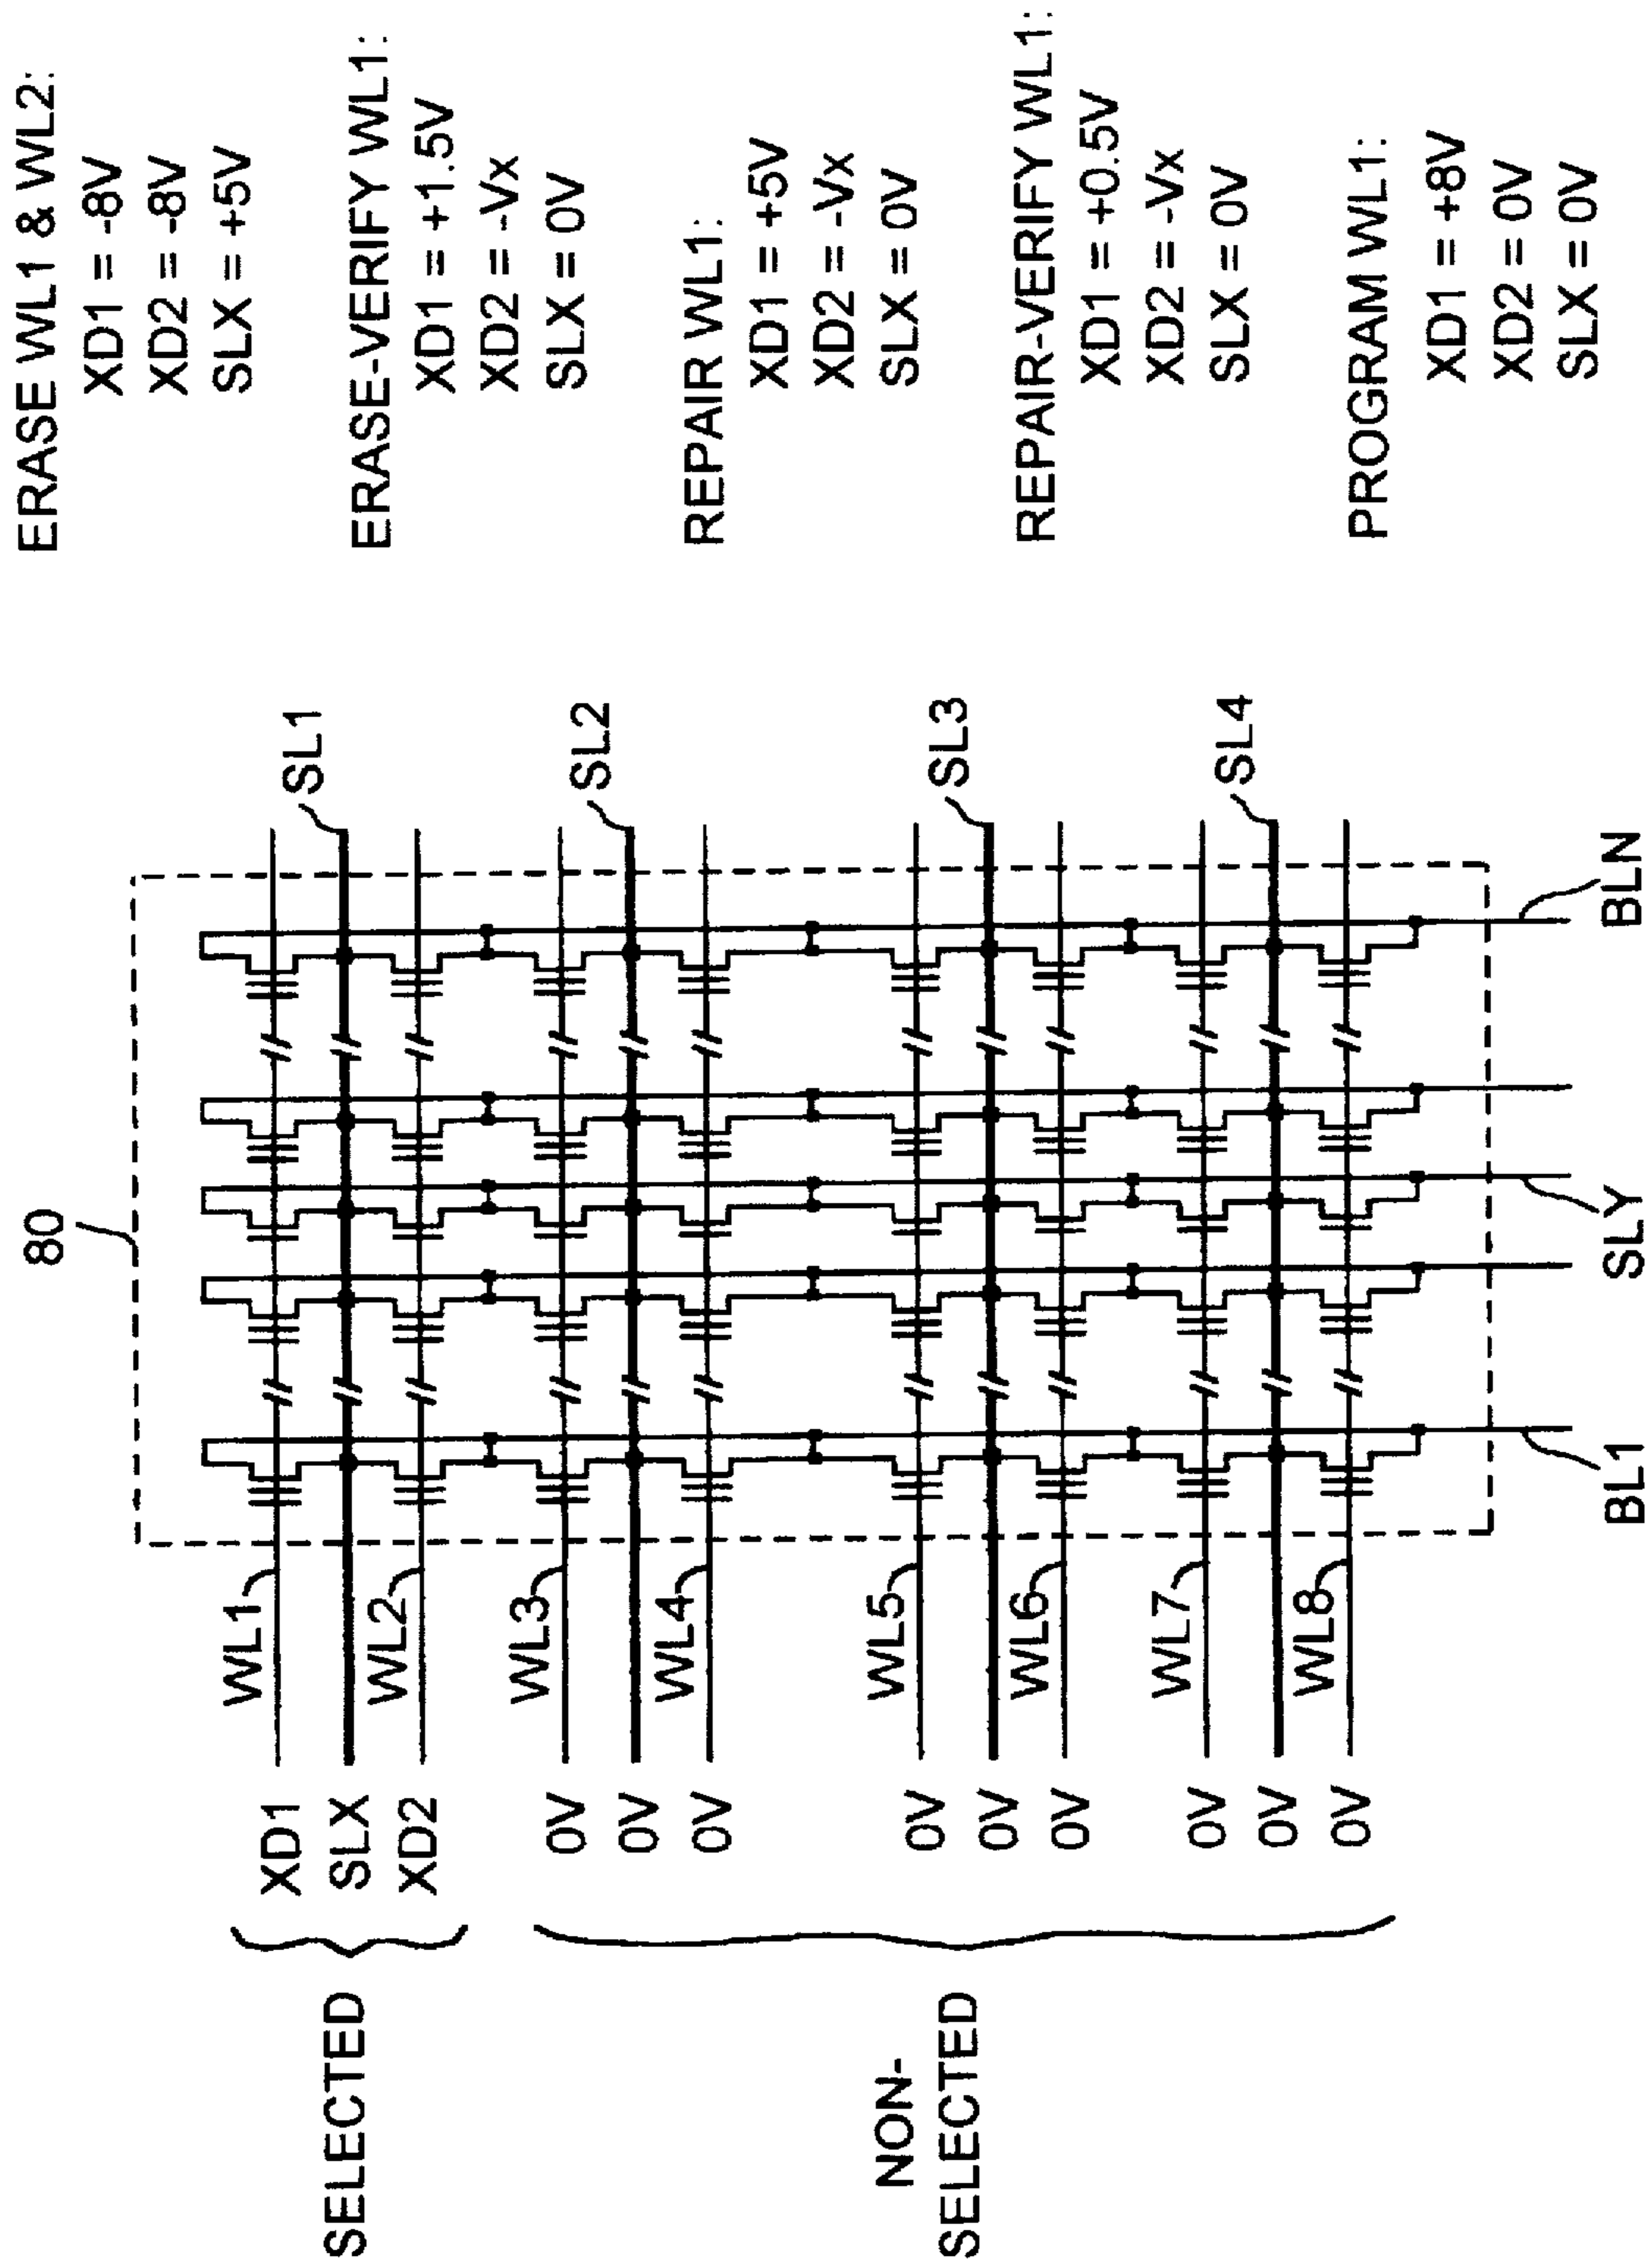 ERASE WL1 & WL2:
XD1 = -8V
XD2 = -8V
SLX = +5V
ERASE-VERIFY WL1:
XD1 = +1.5V
XD2 = -Vx
SLX = 0V
REPAIR WL1:
XD1 = +5V
XD2 = -Vx
SLX = 0V
REPAIR-VERIFY WL1:
XD1 = +0.5V
XD2 = -Vx
SLX = 0V
PROGRAM WL1:
XD1 = +8V
XD2 = 0V
SLX = 0V
80
SL1
SL2
SL3
SL4
WL1
WL2
WL3
WL4
WL5
WL6
WL7
WL8
BL1
SLY
BLN
XD1
SLX
XD2
0V
0V
0V
0V
0V
0V
0V
0V
0V
SELECTED
NON-
SELECTED